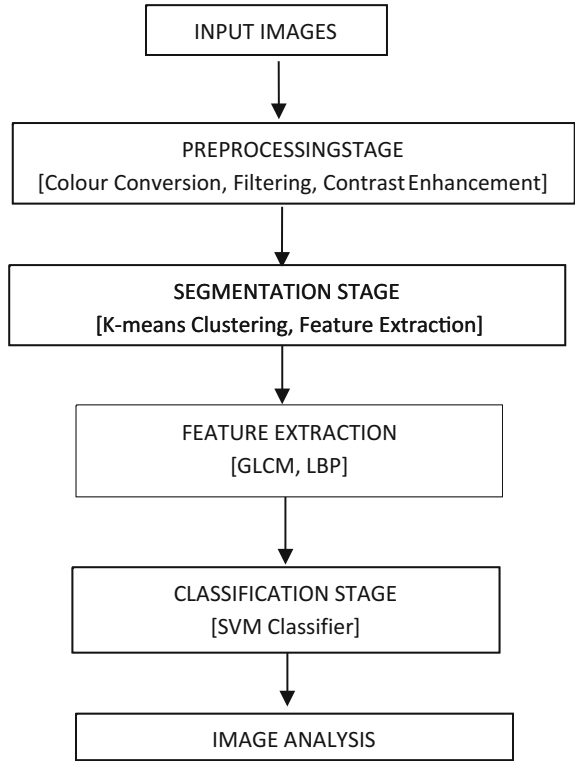 INPUT IMAGES
PREPROCESSINGSTAGE
[Colour Conversion, Filtering, Contrast Enhancement]
SEGMENTATION STAGE
[K-means Clustering, Feature Extraction]
FEATURE EXTRACTION
[GLCM, LBP]
CLASSIFICATION STAGE
[SVM Classifier]
IMAGE ANALYSIS